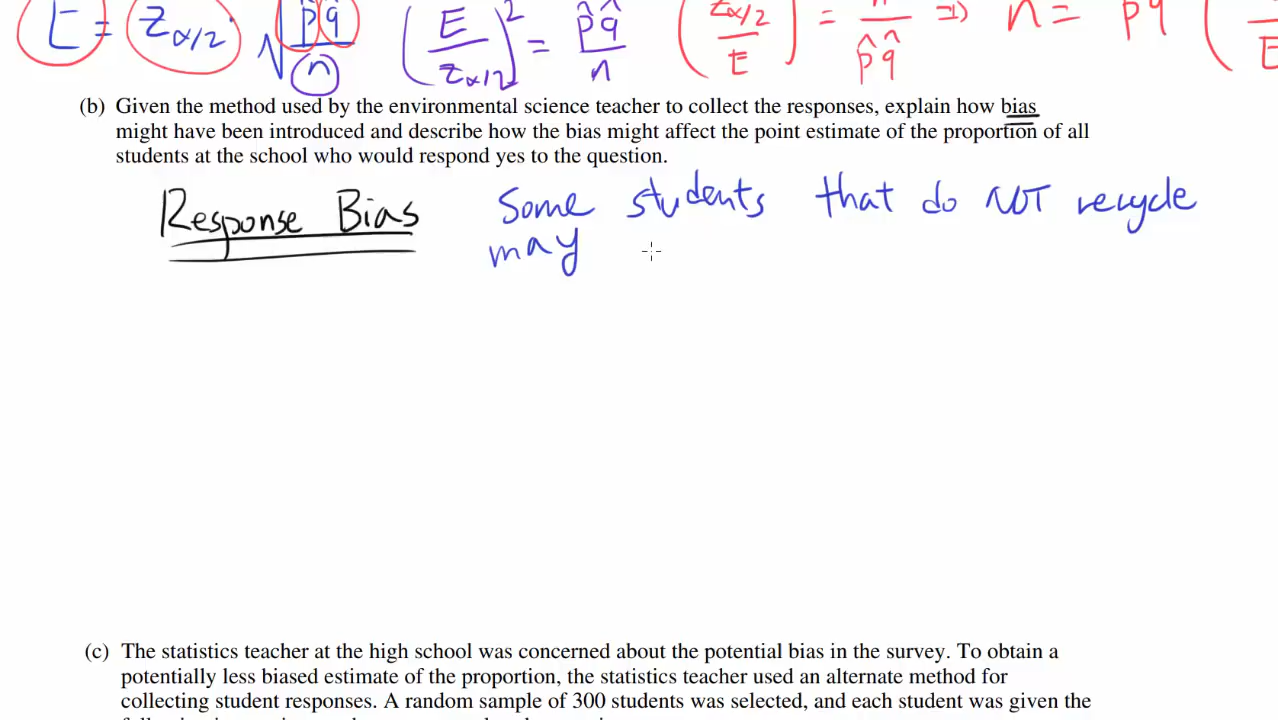 E = Zα/2 · √ p̂q̂/n (E/Zα/2)² = p̂q̂/n (Zα/2/E) = n/p̂q̂ ⇒ n = p̂q̂ (
(b) Given the method used by the environmental science teacher to collect the responses, explain how bias
might have been introduced and describe how the bias might affect the point estimate of the proportion of all
students at the school who would respond yes to the question.
Response Bias Some students that do NOT recycle
may
(c) The statistics teacher at the high school was concerned about the potential bias in the survey. To obtain a
potentially less biased estimate of the proportion, the statistics teacher used an alternate method for
collecting student responses. A random sample of 300 students was selected, and each student was given the